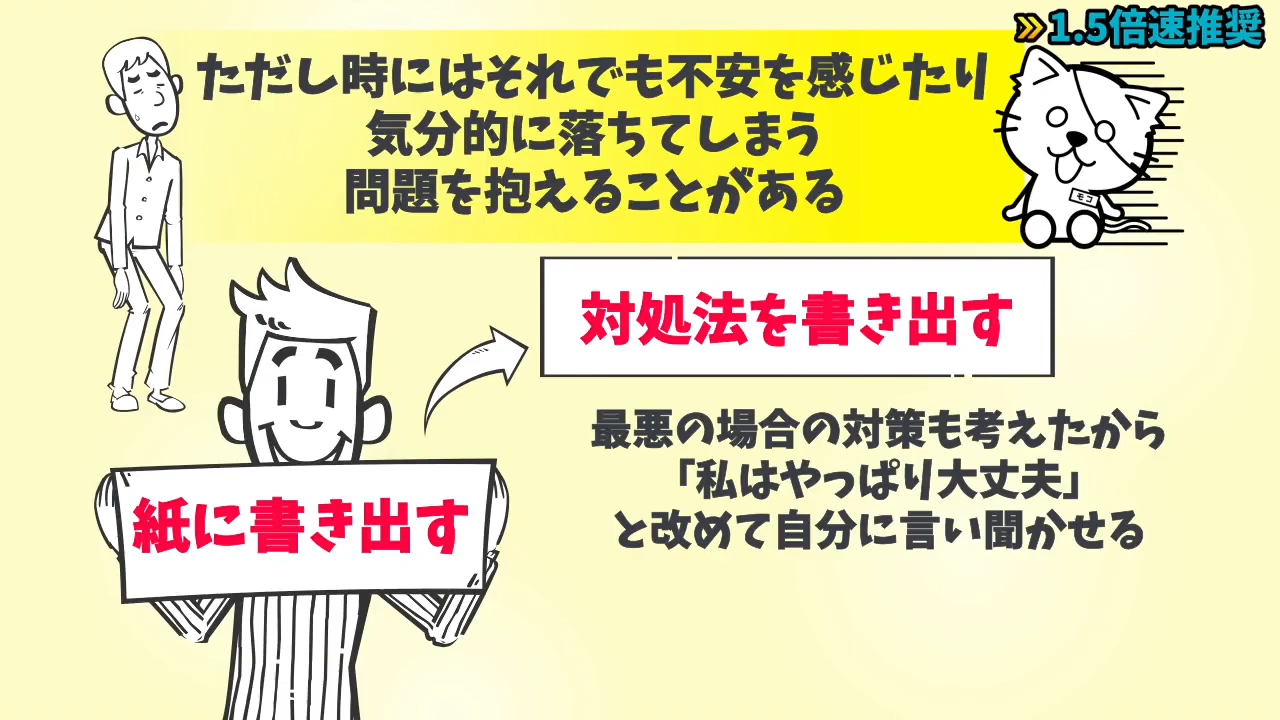 1.5倍速推奨
ただし時にはそれでも不安を感じたり
気分的に落ちてしまう
問題を抱えることがある
モコ
対処法を書き出す
紙に書き出す
最悪の場合の対策も考えたから
「私はやっぱり大丈夫」
と改めて自分に言い聞かせる